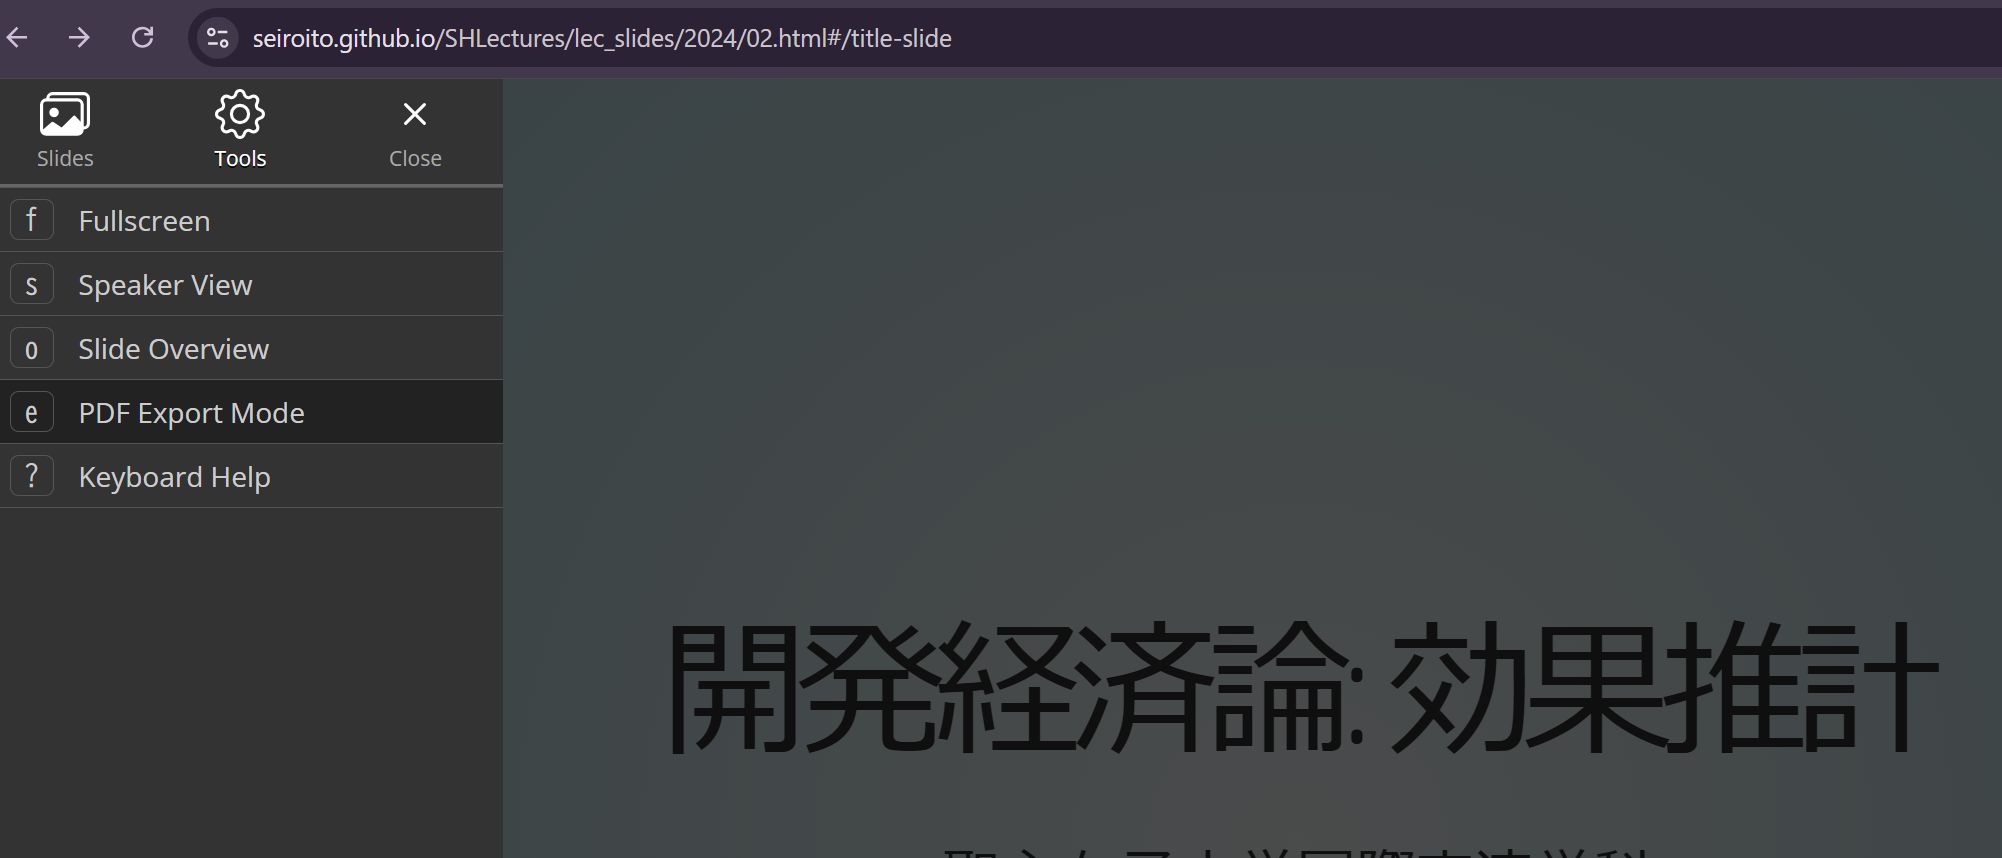 seiroito.github.io/SHLectures/lec_slides/2024/02.html#/title-slide
Slides Tools Close
f Fullscreen
s Speaker View
o Slide Overview
e PDF Export Mode
? Keyboard Help
開発経済論: 効果推計